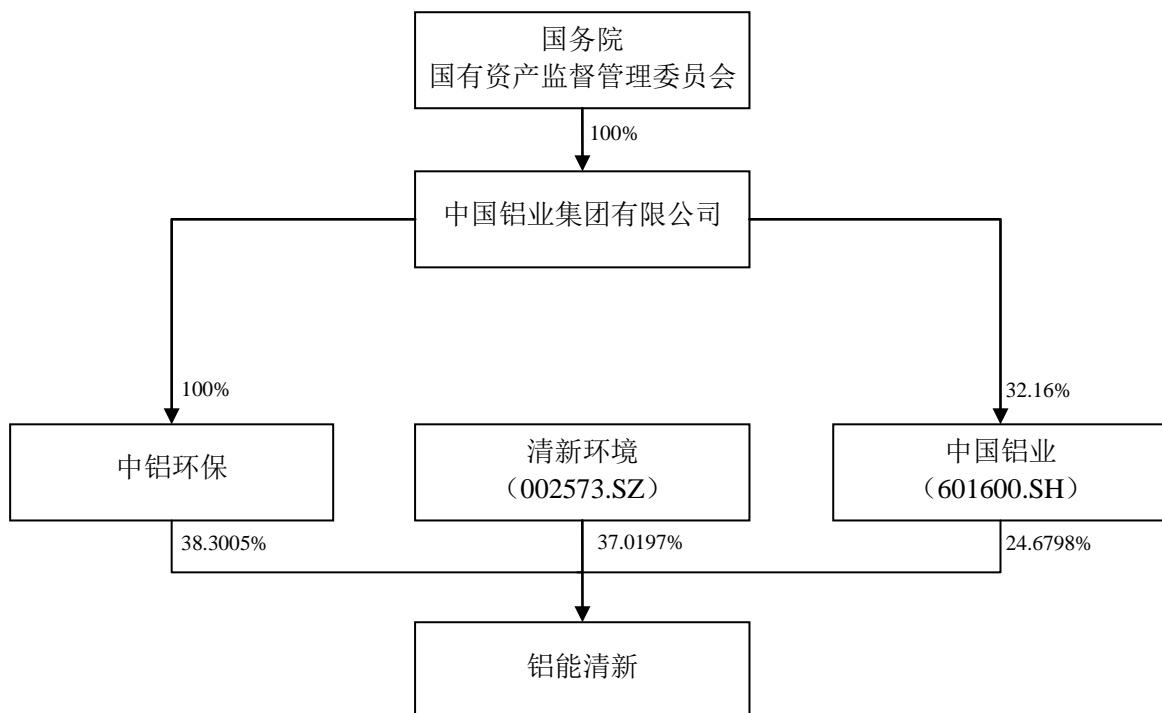 国务院
国有资产监督管理委员会
100%
中国铝业集团有限公司
100%
32.16%
中铝环保
清新环境
（002573.SZ）
中国铝业
（601600.SH）
38.3005%
37.0197%
24.6798%
铝能清新